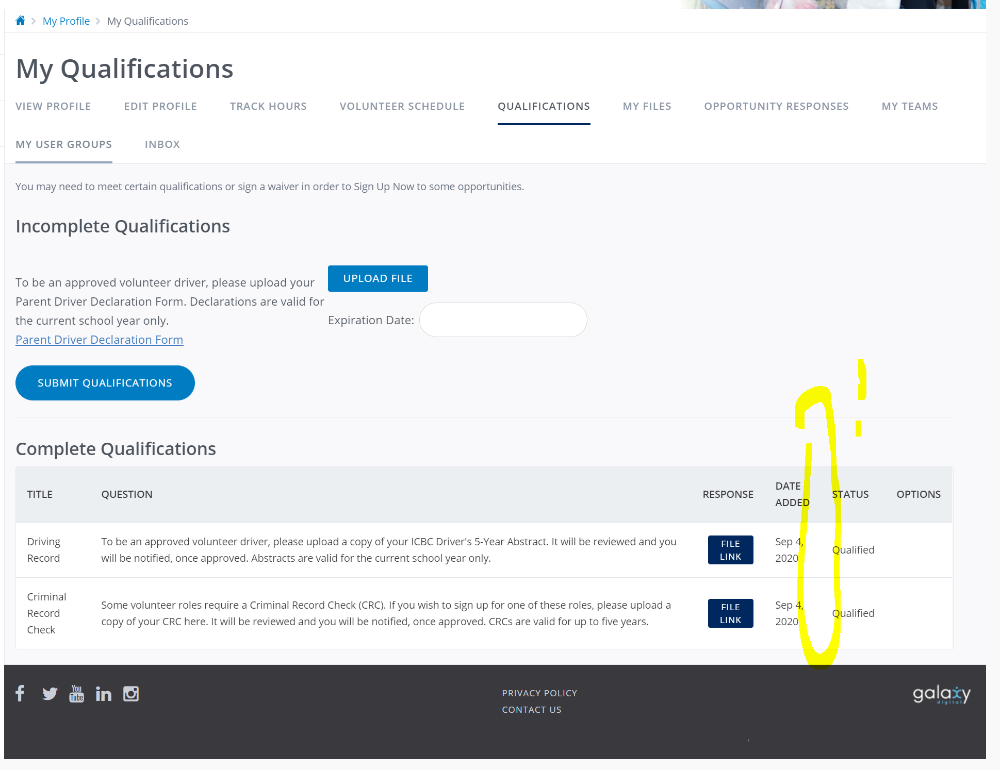 My Profile > My Qualifications
My Qualifications
VIEW PROFILE EDIT PROFILE TRACK HOURS VOLUNTEER SCHEDULE QUALIFICATIONS MY FILES OPPORTUNITY RESPONSES MY TEAMS
MY USER GROUPS INBOX
You may need to meet certain qualifications or sign a waiver in order to Sign Up Now to some opportunities.
Incomplete Qualifications
To be an approved volunteer driver, please upload your
Parent Driver Declaration Form. Declarations are valid for
the current school year only.
Parent Driver Declaration Form
UPLOAD FILE
Expiration Date:
SUBMIT QUALIFICATIONS
Complete Qualifications
TITLE QUESTION RESPONSE DATE ADDED STATUS OPTIONS
Driving
Record
To be an approved volunteer driver, please upload a copy of your ICBC Driver's 5-Year Abstract. It will be reviewed and you
will be notified, once approved. Abstracts are valid for the current school year only.
FILE
LINK
Sep 4,
2020
Qualified
Criminal
Record
Check
Some volunteer roles require a Criminal Record Check (CRC). If you wish to sign up for one of these roles, please upload a
copy of your CRC here. It will be reviewed and you will be notified, once approved. CRCs are valid for up to five years.
FILE
LINK
Sep 4,
2020
Qualified
You
Tube
in
PRIVACY POLICY
CONTACT US
galaxy
digital